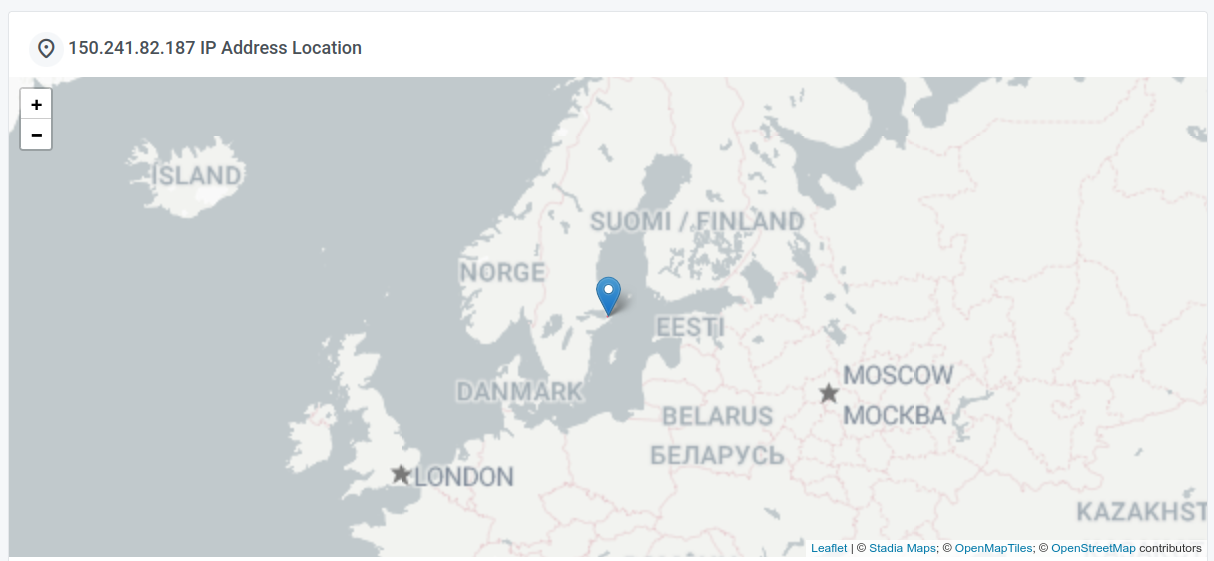 150.241.82.187 IP Address Location
+
−
ÍSLAND
SUOMI / FINLAND
NORGE
EESTI
MOSCOW
МОСКВА
DANMARK
BELARUS
БЕЛАРУСЬ
LONDON
KAZAKHST
Leaflet | © Stadia Maps; © OpenMapTiles; © OpenStreetMap contributors